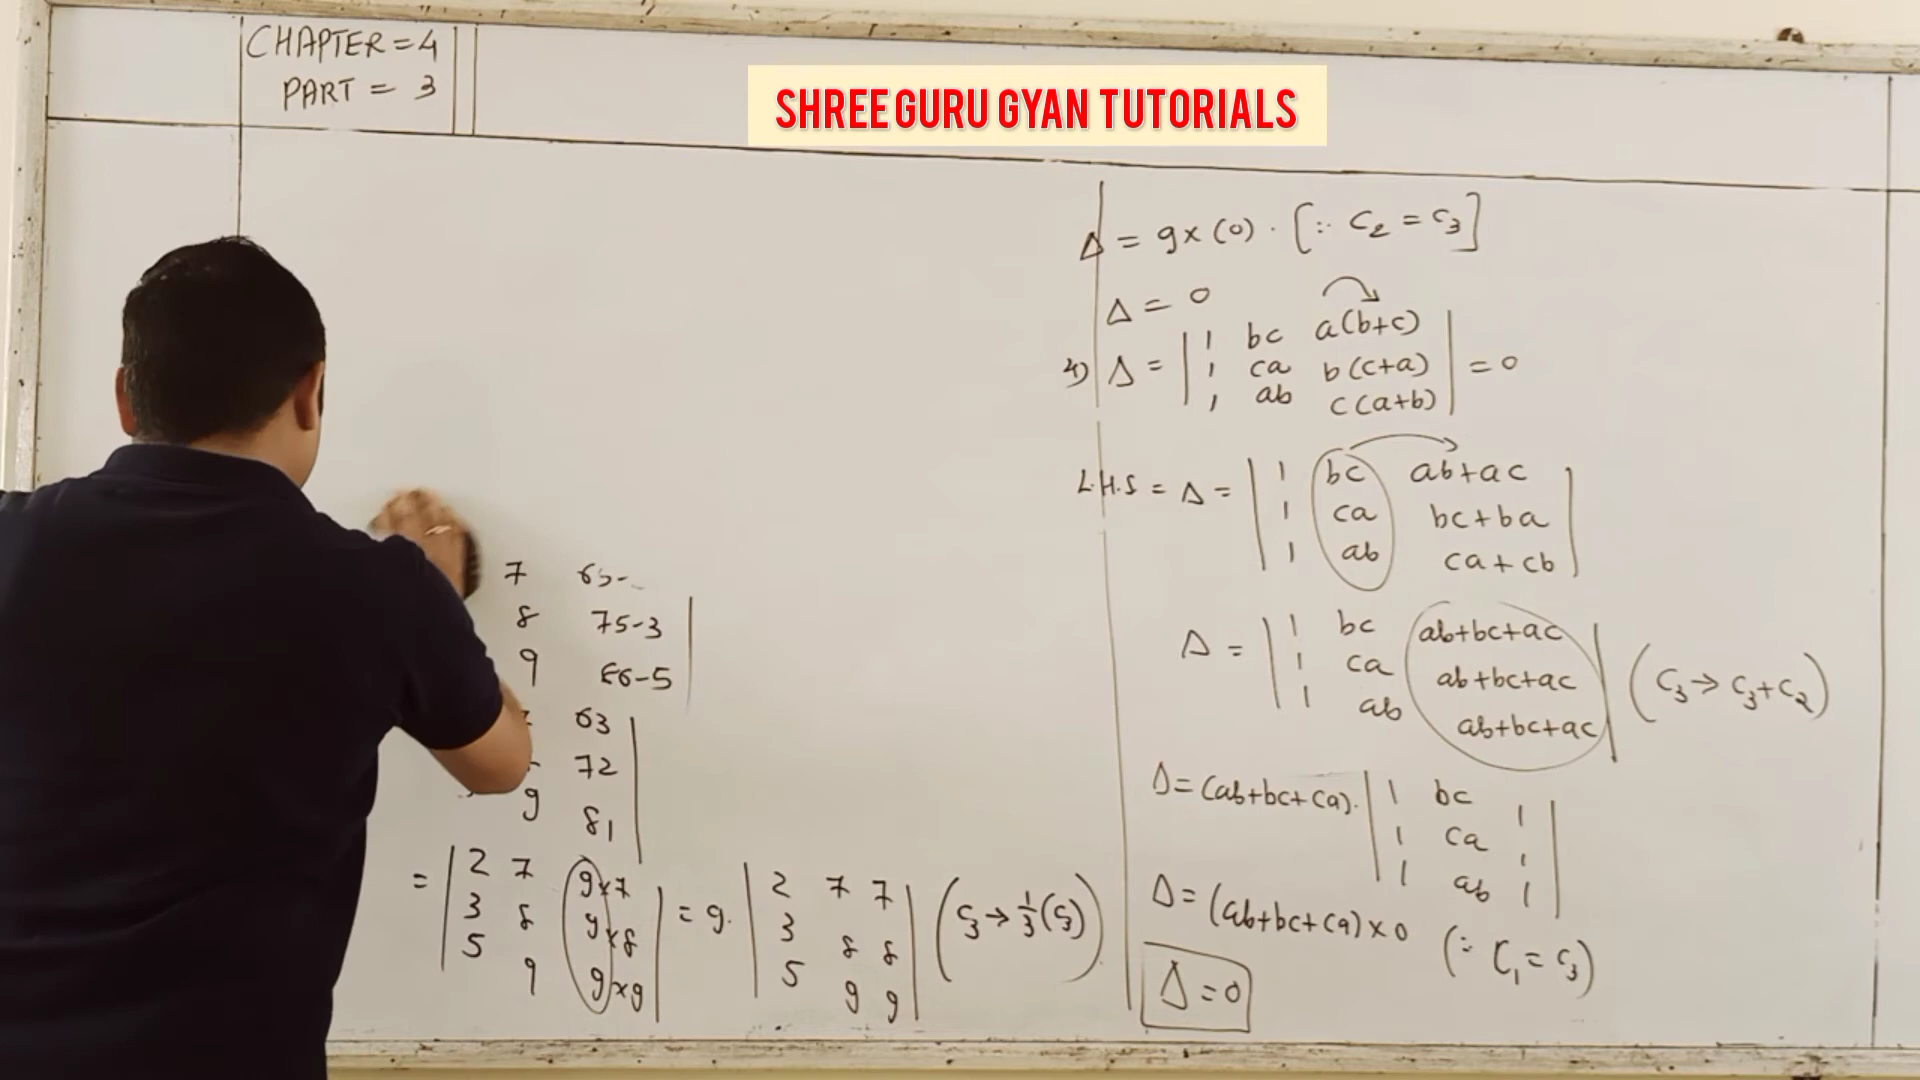 CHAPTER = 4
PART = 3
SHREE GURU GYAN TUTORIALS
7 65-
8 75-3
9 86-5
63
72
9 81
= | 2 7 9×7 | = 9. | 2 7 7 | (C3 → 1/3 (C3))
3 8 9×8 3 8 8
5 9 9×9 5 9 9
Δ = 9×(0) . [∵ C2 = C3]
Δ = 0
4) Δ = | 1 bc a(b+c) | = 0
1 ca b(c+a)
1 ab c(a+b)
L.H.S = Δ = | 1 bc ab+ac |
1 ca bc+ba
1 ab ca+cb
Δ = | 1 bc ab+bc+ac | (C3 → C3+C2)
1 ca ab+bc+ac
1 ab ab+bc+ac
Δ = (ab+bc+ca). | 1 bc 1 |
1 ca 1
1 ab 1
Δ = (ab+bc+ca)×0 (∵ C1 = C3)
Δ = 0